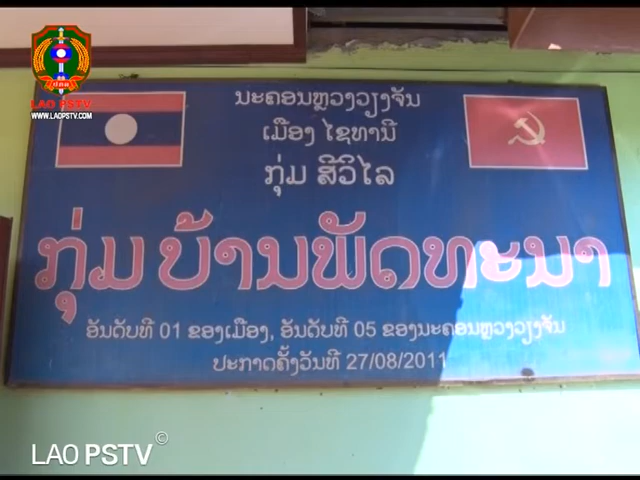 ປກສ
LAO PSTV
WWW.LAOPSTV.COM
ນະຄອນຫຼວງວຽງຈັນ
ເມືອງ ໄຊທານີ
ກຸ່ມ ສີວິໄລ
ກຸ່ມ ບ້ານພັດທະນາ
ອັນດັບທີ 01 ຂອງເມືອງ, ອັນດັບທີ 05 ຂອງນະຄອນຫຼວງວຽງຈັນ
ປະກາດຄັ້ງວັນທີ 27/08/2011
LAO PSTV©